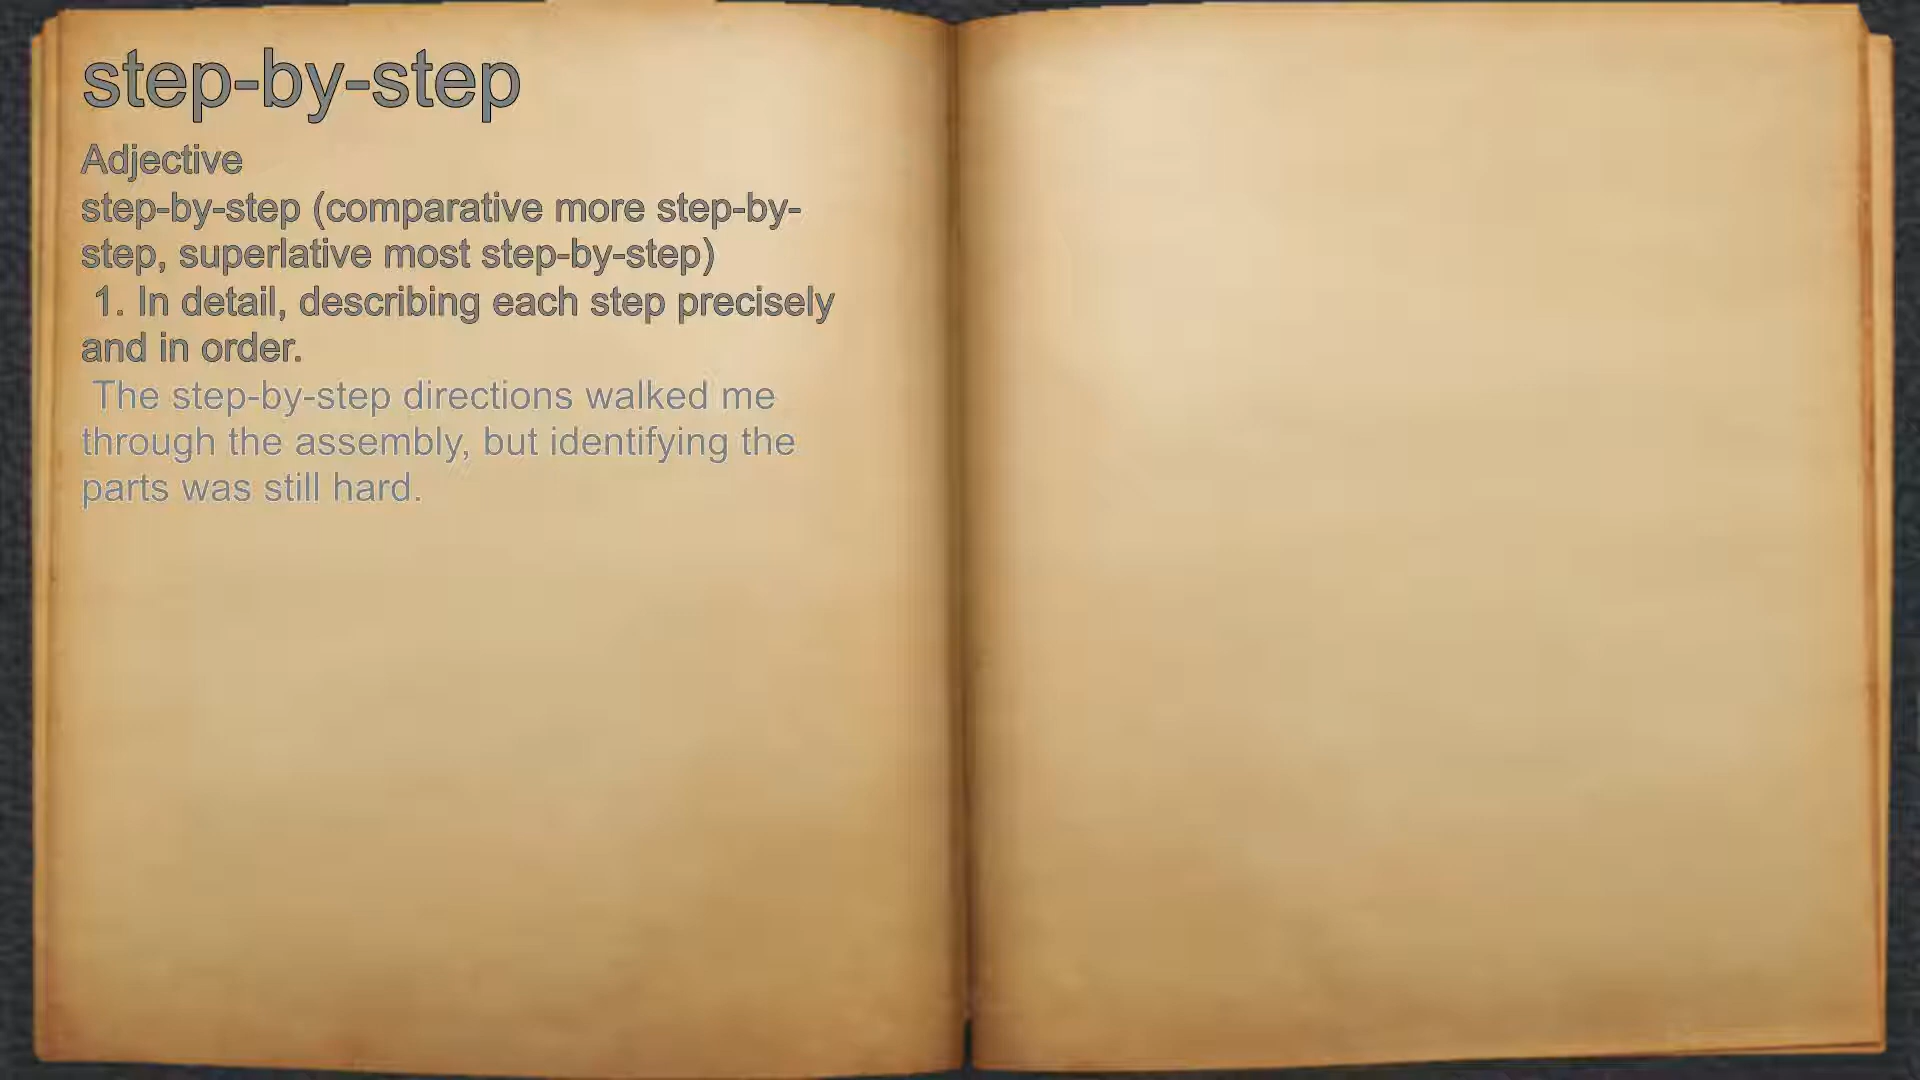 step-by-step
Adjective
step-by-step (comparative more step-by-
step, superlative most step-by-step)
1. In detail, describing each step precisely
and in order.
The step-by-step directions walked me
through the assembly, but identifying the
parts was still hard.